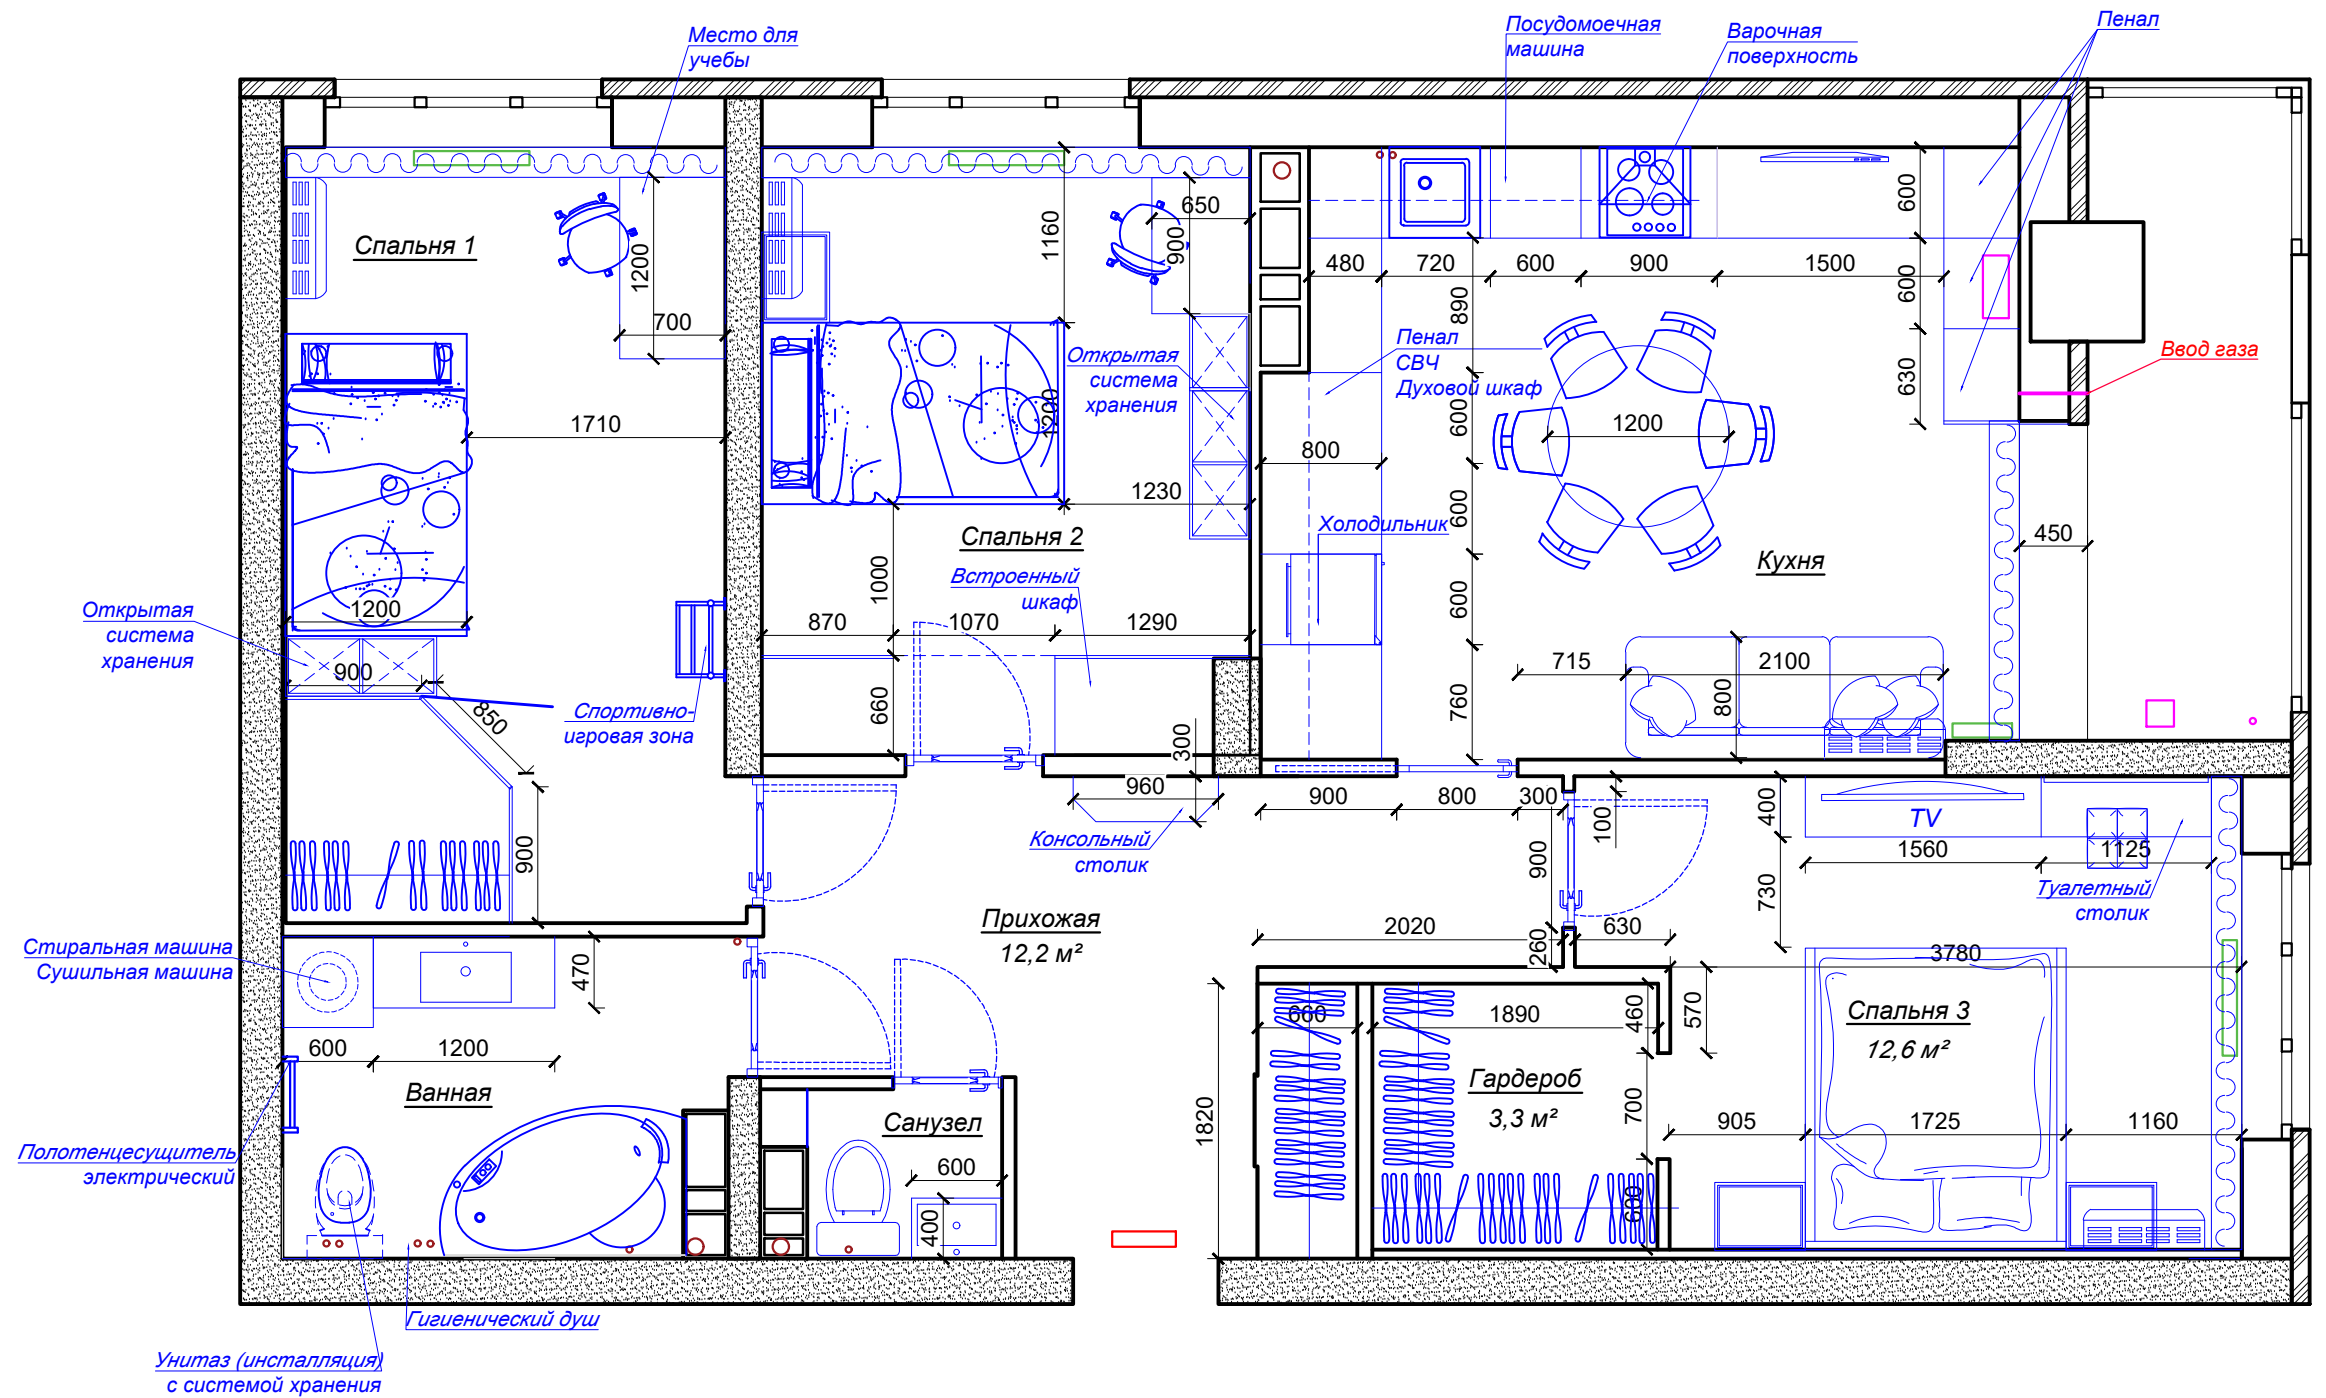 Место для
учебы
Посудомоечная
машина
Варочная
поверхность
Пенал
Спальня 1
1200
700
1710
1160
650
900
600
480
720
600
900
1500
890
600
630
Ввод газа
Пенал
СВЧ
Духовой шкаф
Открытая
система
хранения
1200
1230
800
600
1200
600
Холодильник
Спальня 2
Кухня
450
Встроенный
шкаф
1000
600
870
1070
1290
1200
Открытая
система
хранения
900
850
Спортивно-
игровая зона
660
300
760
715
2100
800
960
Консольный
столик
900
800
300
100
400
TV
1560
1125
730
Туалетный
столик
900
900
Прихожая
12,2 м²
2020
260
630
Стиральная машина
Сушильная машина
470
600
1200
Ванная
3780
Спальня 3
12,6 м²
660
1890
460
570
Гардероб
3,3 м²
700
905
1725
1160
1820
Санузел
600
400
600
Полотенцесушитель
электрический
Гигиенический душ
Унитаз (инсталляция)
с системой хранения